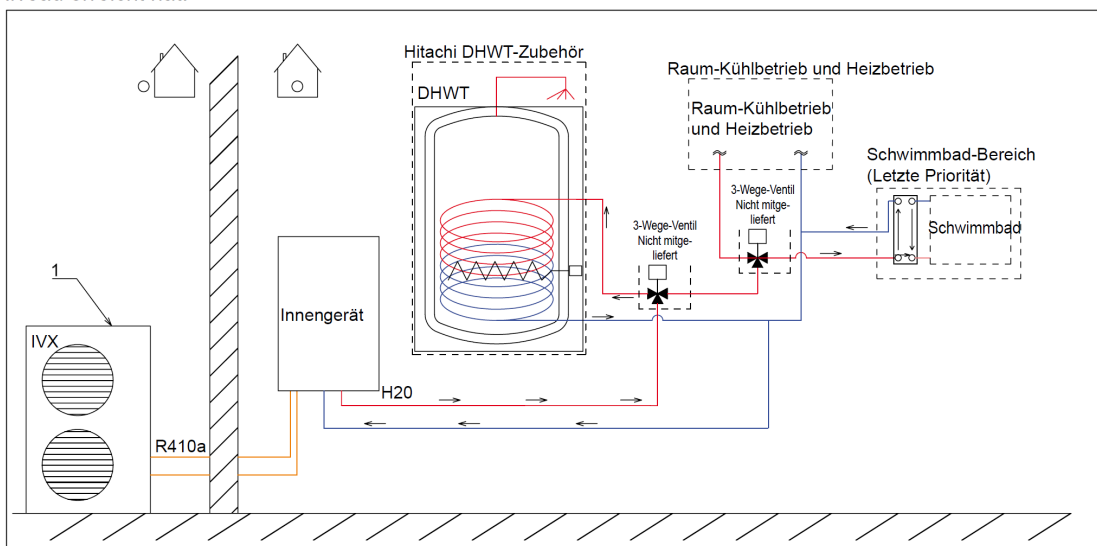 Hitachi DHWT-Zubehör
DHWT
Raum-Kühlbetrieb und Heizbetrieb
Raum-Kühlbetrieb
und Heizbetrieb
Schwimmbad-Bereich
(Letzte Priorität)
Schwimmbad
3-Wege-Ventil
Nicht mitge-
liefert
3-Wege-Ventil
Nicht mitge-
liefert
1
IVX
Innengerät
H20
R410a